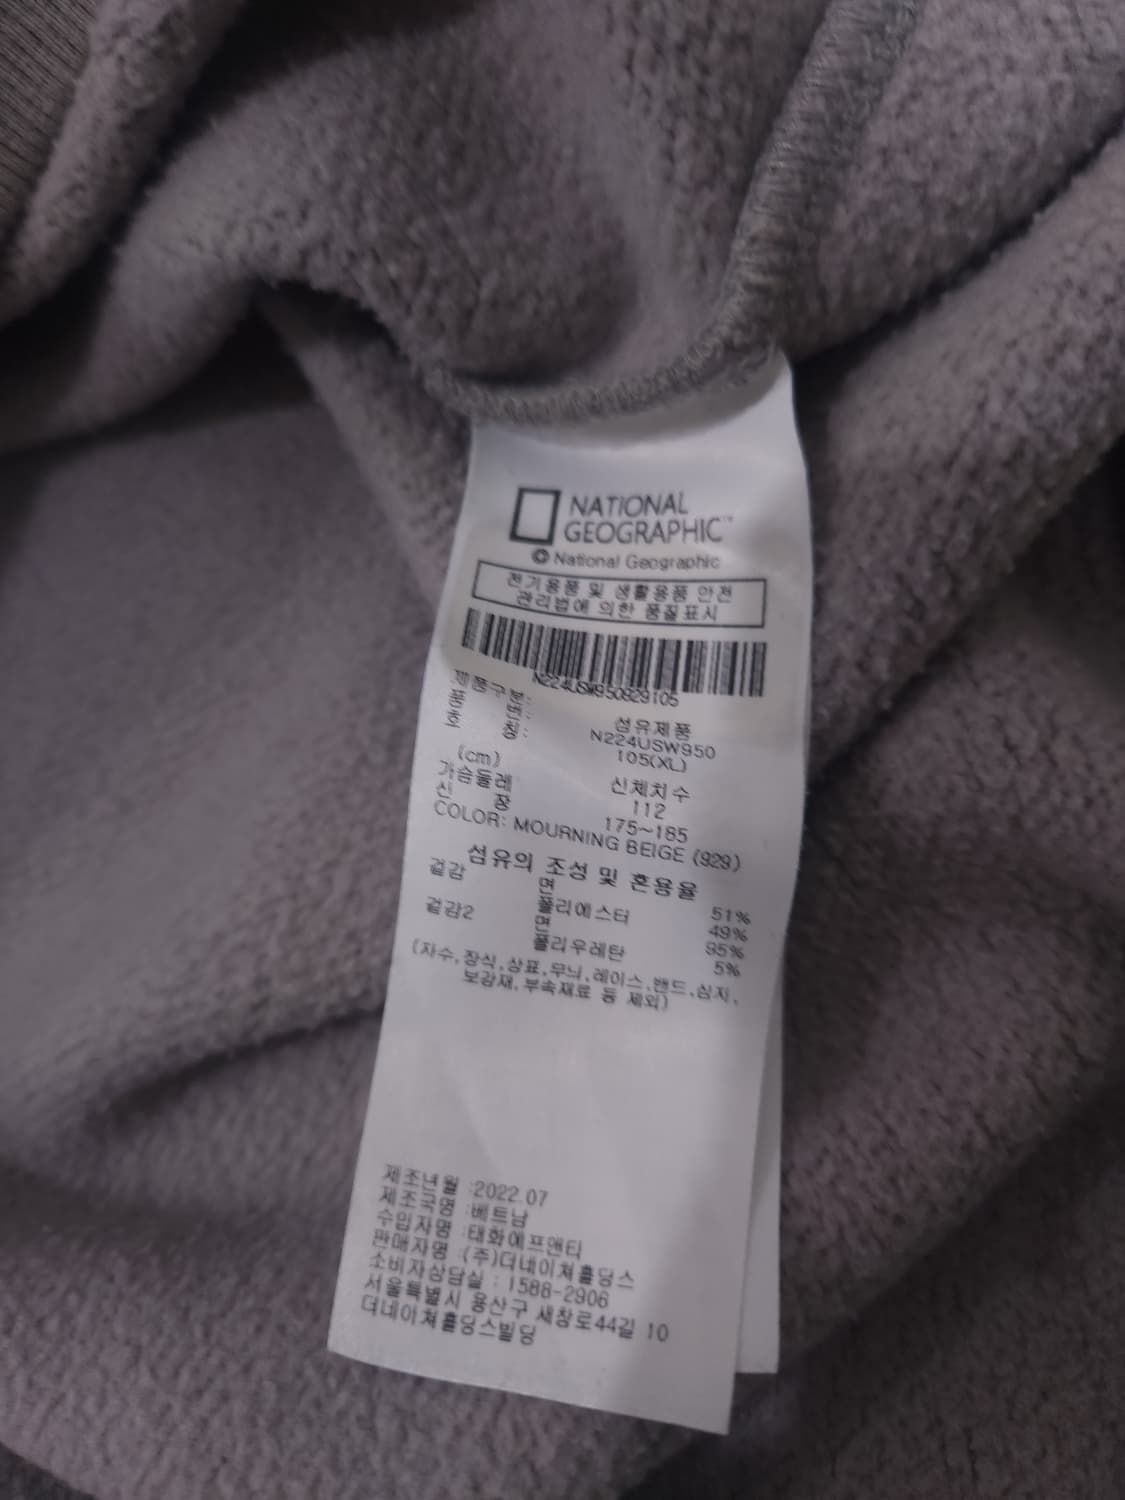 NATIONAL
GEOGRAPHIC™
© National Geographic
전기용품 및 생활용품 안전
관리법에 의한 품질표시
N224USW950929105
제품구분: 섬유제품
품번: N224USW950
호칭: 105(XL)
(cm) 신체치수
가슴둘레 112
신 장 175~185
COLOR: MOURNING BEIGE (929)
섬유의 조성 및 혼용율
겉감 면 51%
폴리에스터 49%
겉감2 면 95%
폴리우레탄 5%
(자수,장식,상표,무늬,레이스,밴드,심지,
보강재,부속재료 등 제외)
제조년월 :2022.07
제조국명 :베트남
수입자명 :태화에프앤티
판매자명 :(주)더네이쳐홀딩스
소비자상담실 : 1588-2906
서울특별시 용산구 새창로44길 10
더네이쳐홀딩스빌딩